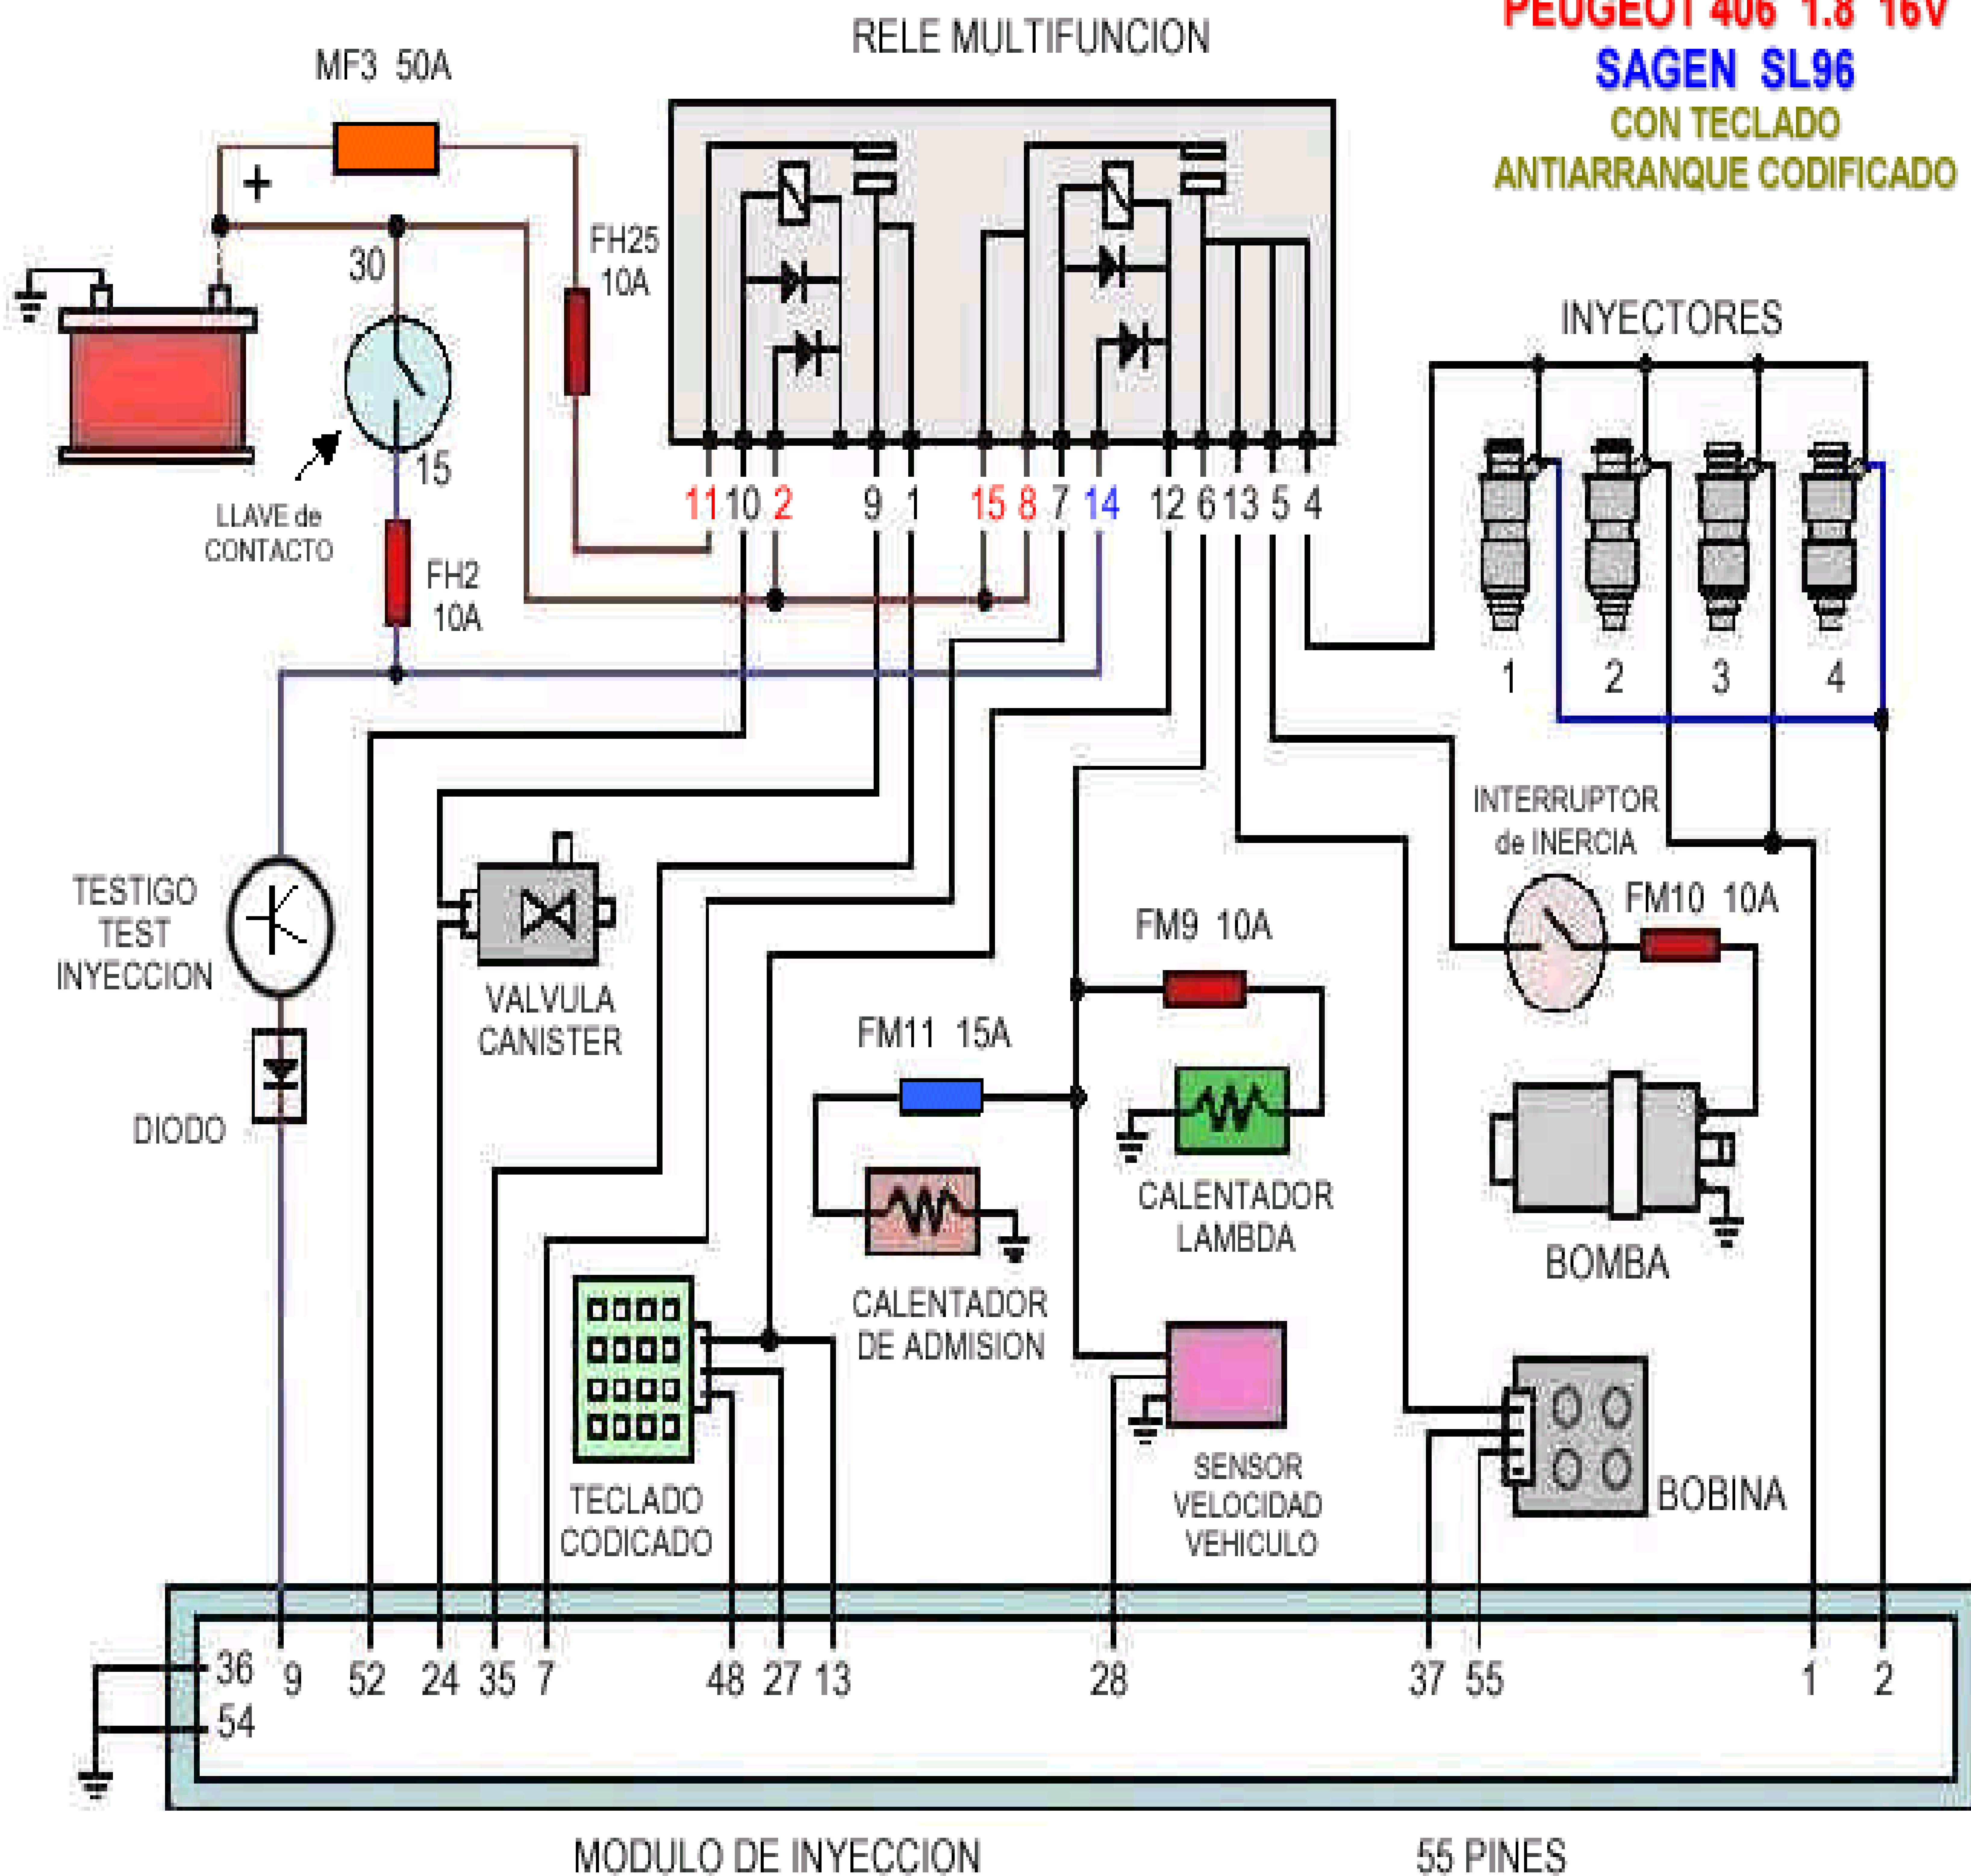 PEUGEOT 406 1.8 16V
SAGEN SL96
CON TECLADO
ANTIARRANQUE CODIFICADO
RELE MULTIFUNCION
MF3 50A
+
30
FH25
10A
15
LLAVE de
CONTACTO
FH2
10A
11 10 2 9 1 15 8 7 14 12 6 13 5 4
INYECTORES
1 2 3 4
INTERRUPTOR
de INERCIA
FM10 10A
TESTIGO
TEST
INYECCION
VALVULA
CANISTER
FM9 10A
FM11 15A
DIODO
CALENTADOR
LAMBDA
BOMBA
CALENTADOR
DE ADMISION
TECLADO
CODICADO
SENSOR
VELOCIDAD
VEHICULO
BOBINA
36
54
9 52 24 35 7 48 27 13 28 37 55 1 2
MODULO DE INYECCION 55 PINES